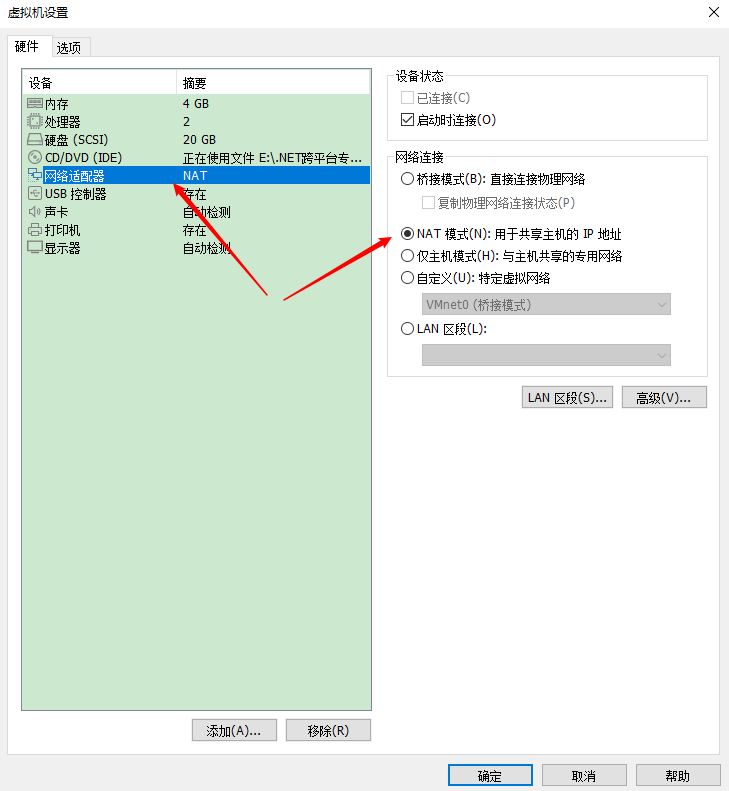 虚拟机设置
硬件 选项
设备 摘要
内存 4 GB
处理器 2
硬盘 (SCSI) 20 GB
CD/DVD (IDE) 正在使用文件 E:\.NET跨平台专...
网络适配器 NAT
USB 控制器 存在
声卡 自动检测
打印机 存在
显示器 自动检测
添加(A)... 移除(R)
设备状态
已连接(C)
启动时连接(O)
网络连接
桥接模式(B): 直接连接物理网络
复制物理网络连接状态(P)
NAT 模式(N): 用于共享主机的 IP 地址
仅主机模式(H): 与主机共享的专用网络
自定义(U): 特定虚拟网络
VMnet0 (桥接模式)
LAN 区段(L):
LAN 区段(S)... 高级(V)...
确定 取消 帮助